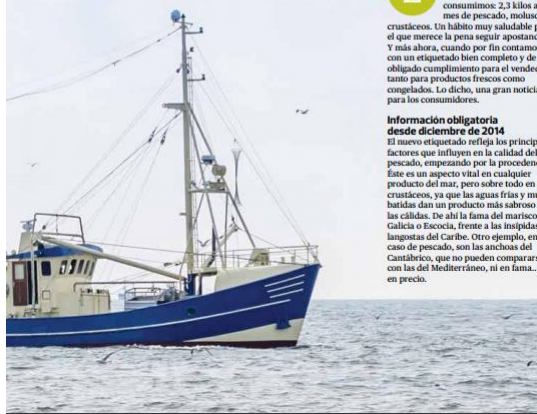 consumimos: 2,3 kilos a
mes de pescado, molusc
crustáceos. Un hábito muy saludable p
el que merece la pena seguir apostand
Y más ahora, cuando por fin contamo
con un etiquetado bien completo y de
obligado cumplimiento para el vended
tanto para productos frescos como
congelados. Lo dicho, una gran noticia
para los consumidores.
Información obligatoria
desde diciembre de 2014
El nuevo etiquetado refleja los princip
factores que influyen en la calidad del
pescado, empezando por la procedenc
Éste es un aspecto vital en cualquier
producto del mar, pero sobre todo en
crustáceos, ya que las aguas frías y mu
batidas dan un producto más sabroso
las cálidas. De ahí la fama del marisco
Galicia o Escocia, frente a las insípidas
langostas del Caribe. Otro ejemplo, en
caso de pescado, son las anchoas del
Cantábrico, que no pueden comparars
con las del Mediterráneo, ni en fama...
en precio.